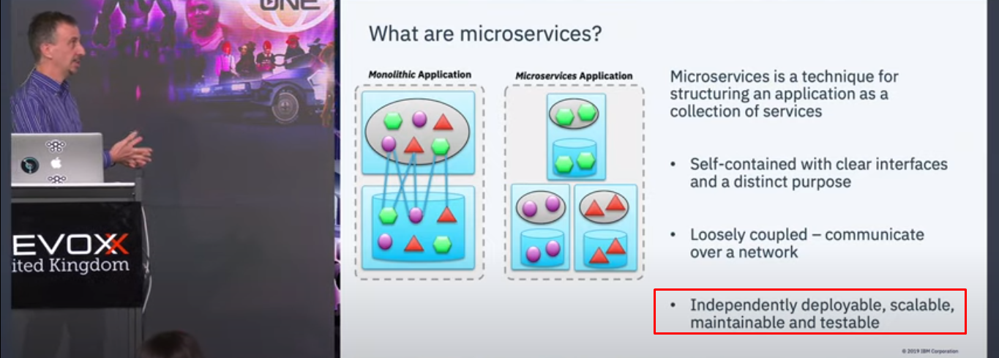 ONE
What are microservices?
Monolithic Application
Microservices Application
Microservices is a technique for
structuring an application as a
collection of services
• Self-contained with clear interfaces
and a distinct purpose
• Loosely coupled – communicate
over a network
• Independently deployable, scalable,
maintainable and testable
© 2019 IBM Corporation
EVOXX
ited Kingdom